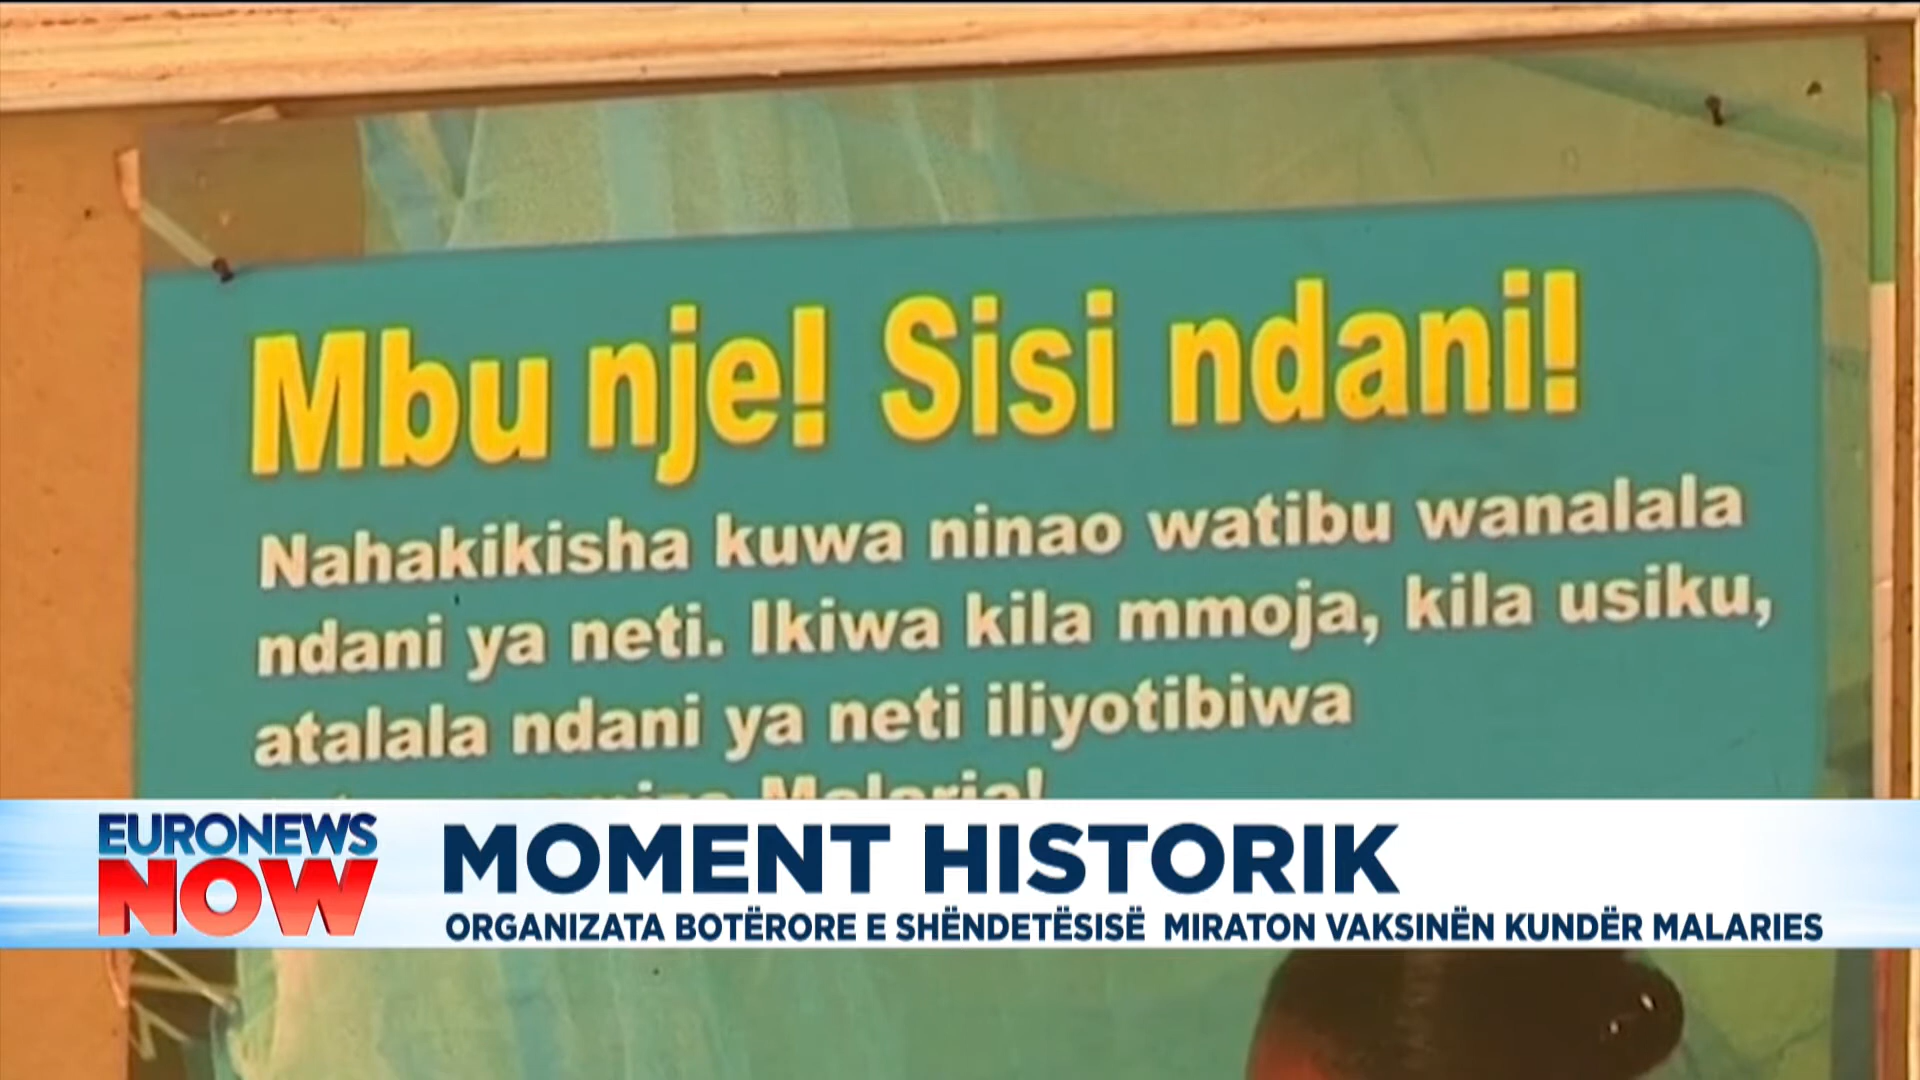 Mbu nje! Sisi ndani!
Nahakikisha kuwa ninao watibu wanalala
ndani ya neti. Ikiwa kila mmoja, kila usiku,
atalala ndani ya neti iliyotibiwa
Malaria!
EURONEWS
NOW
MOMENT HISTORIK
ORGANIZATA BOTËRORE E SHËNDETËSISË MIRATON VAKSINËN KUNDËR MALARIES